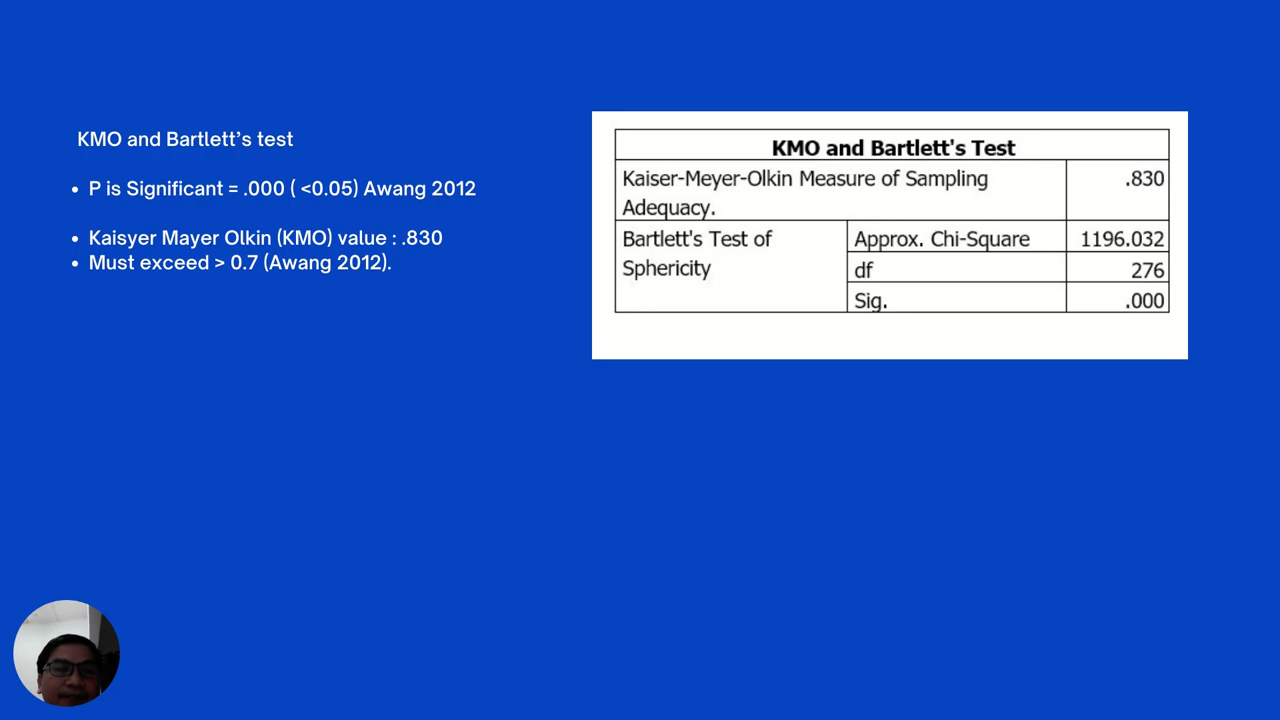 KMO and Bartlett’s test
• P is Significant = .000 ( <0.05) Awang 2012
• Kaisyer Mayer Olkin (KMO) value : .830
• Must exceed > 0.7 (Awang 2012).
KMO and Bartlett's Test
Kaiser-Meyer-Olkin Measure of Sampling .830
Adequacy.
Bartlett's Test of Approx. Chi-Square 1196.032
Sphericity df 276
Sig. .000